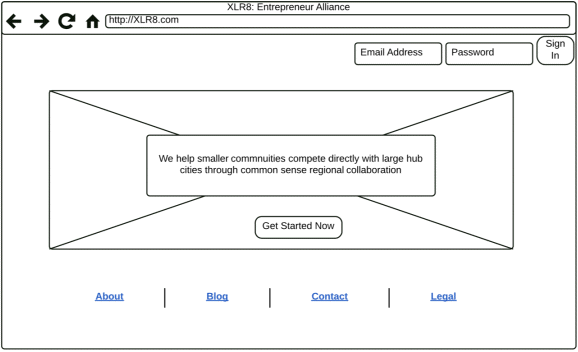 XLR8: Entrepreneur Alliance
http://XLR8.com
Email Address
Password
Sign
In
We help smaller commnuities compete directly with large hub
cities through common sense regional collaboration
Get Started Now
About
Blog
Contact
Legal